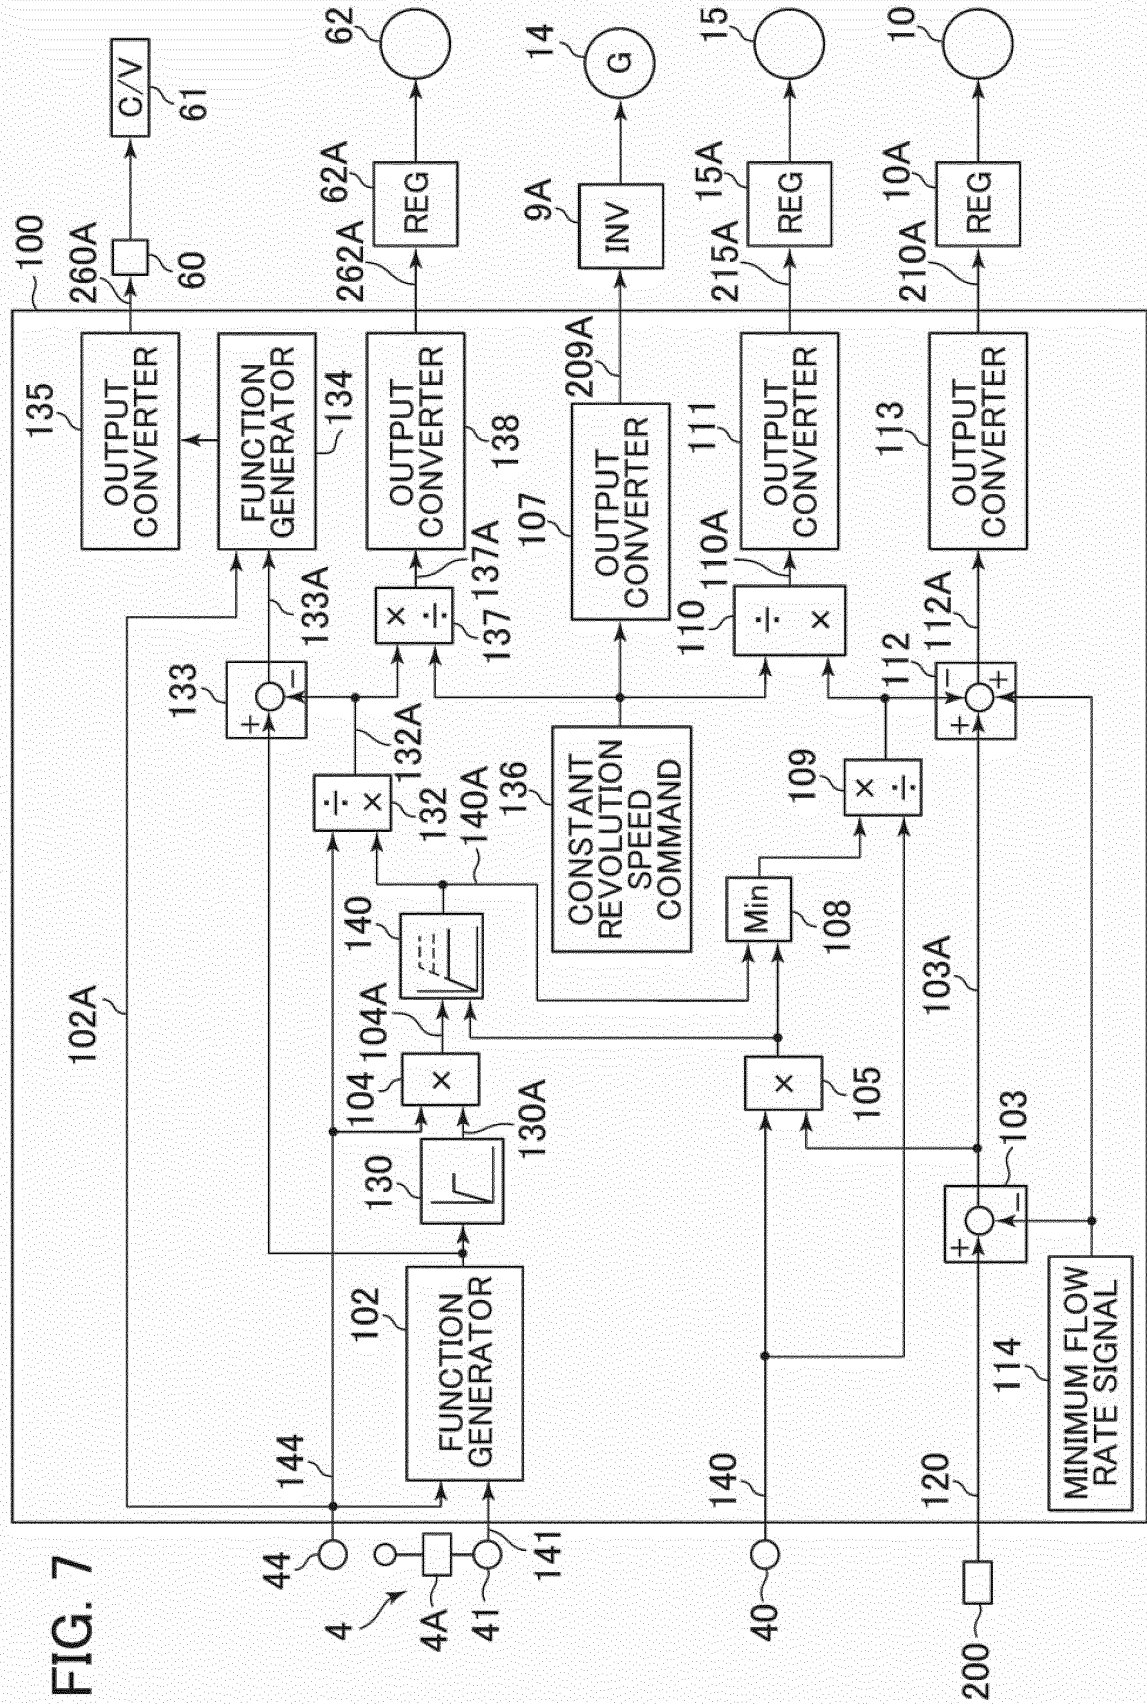 FIG. 7
100
44
144
102A
4
4A
41
141
102
FUNCTION
GENERATOR
130
130A
104
×
104A
140
140A
÷
×
132
132A
133
+
−
133A
FUNCTION
GENERATOR
134
135
OUTPUT
CONVERTER
260A
60
C/V
61
×
÷
137
137A
OUTPUT
CONVERTER
138
262A
REG
62A
62
CONSTANT
REVOLUTION
SPEED
COMMAND
136
107
OUTPUT
CONVERTER
209A
INV
9A
G
14
40
140
×
105
Min
108
×
÷
109
÷
×
110
110A
OUTPUT
CONVERTER
111
215A
REG
15A
15
200
120
+
−
103
103A
114
MINIMUM FLOW
RATE SIGNAL
−
+
+
112
112A
OUTPUT
CONVERTER
113
210A
REG
10A
10